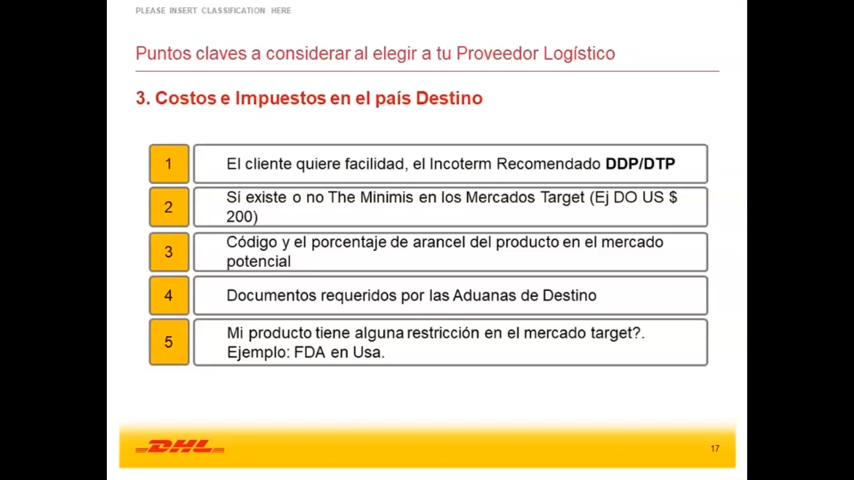 PLEASE INSERT CLASSIFICATION HERE
Puntos claves a considerar al elegir a tu Proveedor Logístico
3. Costos e Impuestos en el país Destino
1
El cliente quiere facilidad, el Incoterm Recomendado DDP/DTP
2
Sí existe o no The Minimis en los Mercados Target (Ej DO US $
200)
3
Código y el porcentaje de arancel del producto en el mercado
potencial
4
Documentos requeridos por las Aduanas de Destino
5
Mi producto tiene alguna restricción en el mercado target?.
Ejemplo: FDA en Usa.
DHL
17